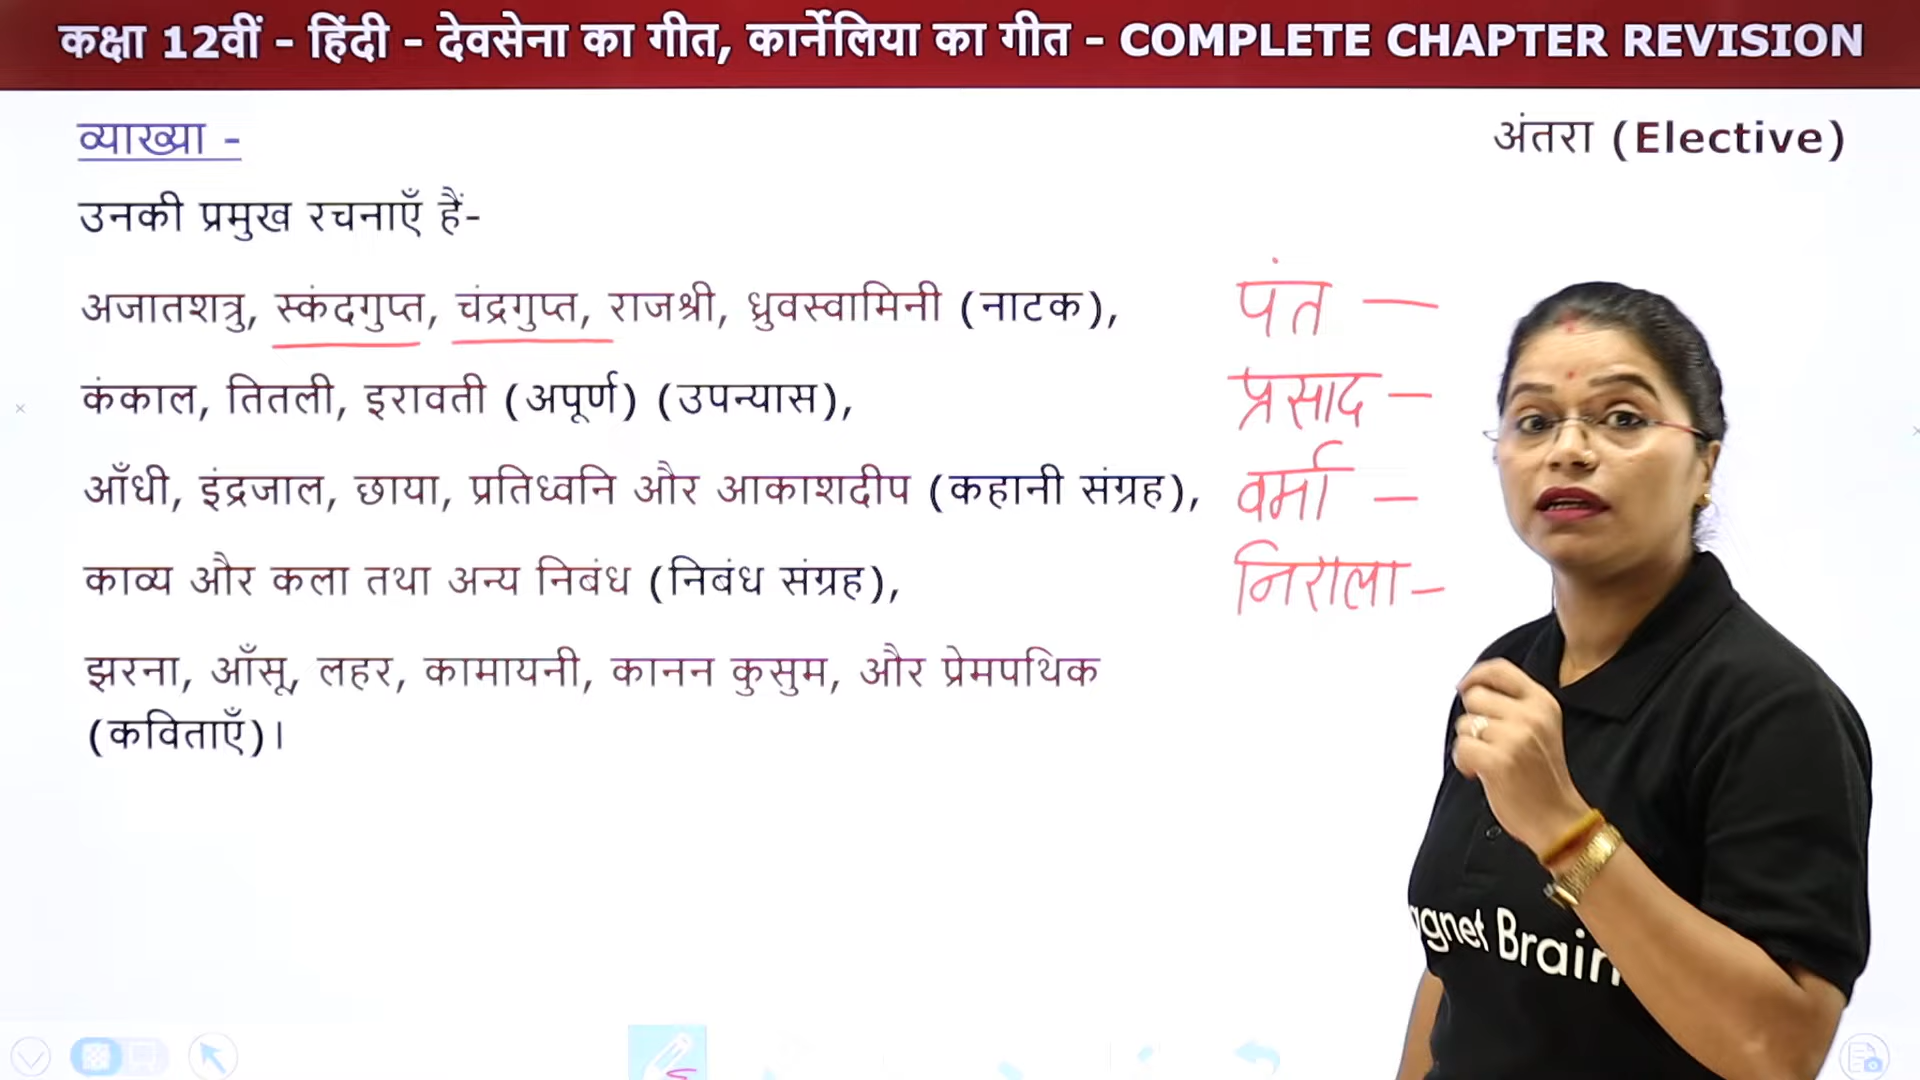 कक्षा 12वीं - हिंदी - देवसेना का गीत, कार्नेलिया का गीत - COMPLETE CHAPTER REVISION
व्याख्या -
अंतरा (Elective)
उनकी प्रमुख रचनाएँ हैं-
अजातशत्रु, स्कंदगुप्त, चंद्रगुप्त, राजश्री, ध्रुवस्वामिनी (नाटक),
कंकाल, तितली, इरावती (अपूर्ण) (उपन्यास),
आँधी, इंद्रजाल, छाया, प्रतिध्वनि और आकाशदीप (कहानी संग्रह),
काव्य और कला तथा अन्य निबंध (निबंध संग्रह),
झरना, आँसू, लहर, कामायनी, कानन कुसुम, और प्रेमपथिक
(कविताएँ)।
पंत —
प्रसाद —
वर्मा —
निराला -
agnet Brain